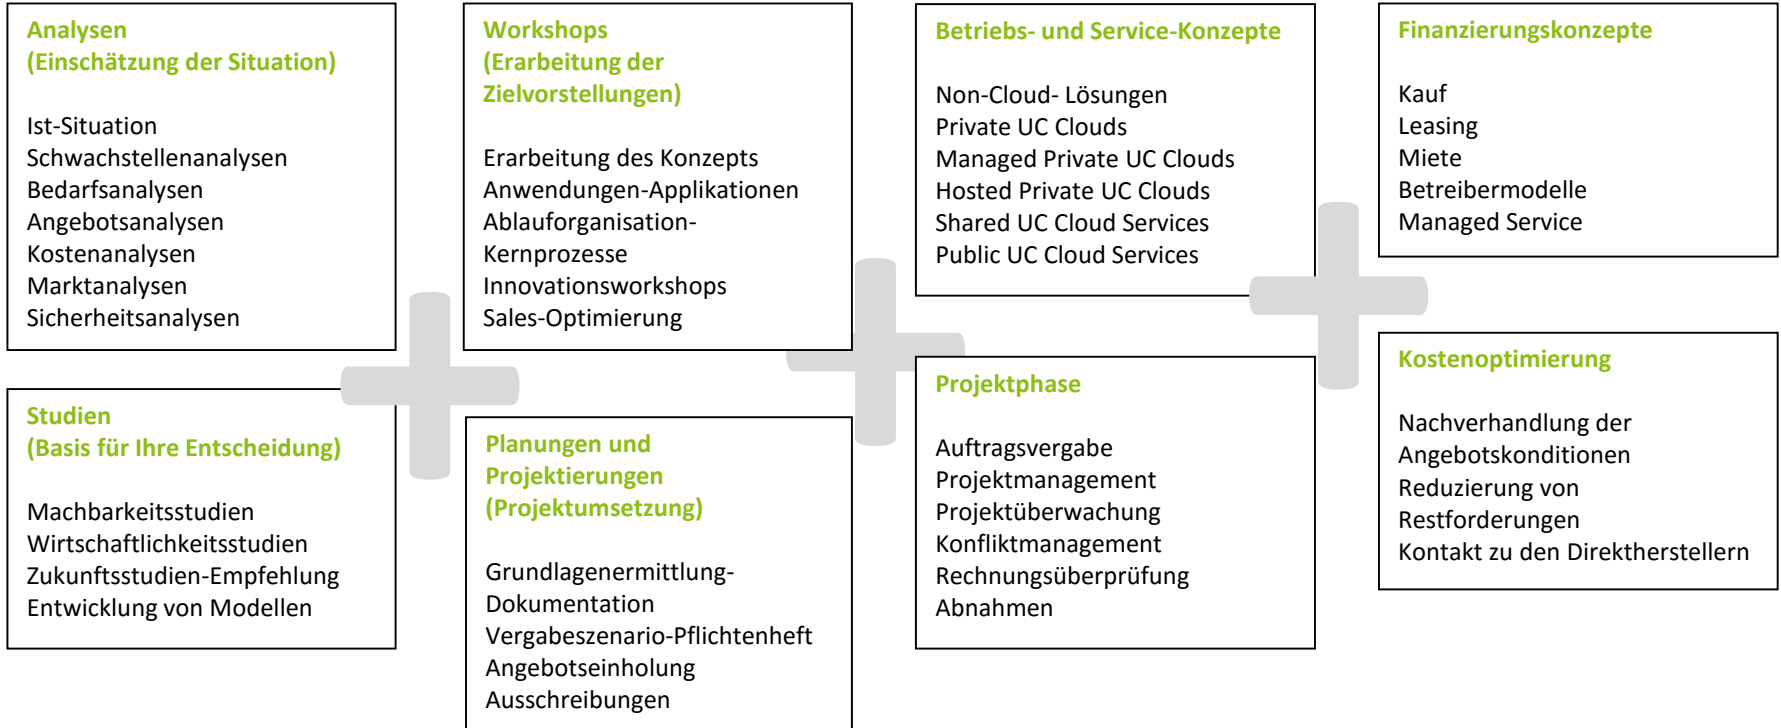 Analysen
(Einschätzung der Situation)
Ist-Situation
Schwachstellenanalysen
Bedarfsanalysen
Angebotsanalysen
Kostenanalysen
Marktanalysen
Sicherheitsanalysen
Studien
(Basis für Ihre Entscheidung)
Machbarkeitsstudien
Wirtschaftlichkeitsstudien
Zukunftsstudien-Empfehlung
Entwicklung von Modellen
Workshops
(Erarbeitung der
Zielvorstellungen)
Erarbeitung des Konzepts
Anwendungen-Applikationen
Ablauforganisation-
Kernprozesse
Innovationsworkshops
Sales-Optimierung
Planungen und
Projektierungen
(Projektumsetzung)
Grundlagenermittlung-
Dokumentation
Vergabeszenario-Pflichtenheft
Angebotseinholung
Ausschreibungen
Betriebs- und Service-Konzepte
Non-Cloud- Lösungen
Private UC Clouds
Managed Private UC Clouds
Hosted Private UC Clouds
Shared UC Cloud Services
Public UC Cloud Services
Projektphase
Auftragsvergabe
Projektmanagement
Projektüberwachung
Konfliktmanagement
Rechnungsüberprüfung
Abnahmen
Finanzierungskonzepte
Kauf
Leasing
Miete
Betreibermodelle
Managed Service
Kostenoptimierung
Nachverhandlung der
Angebotskonditionen
Reduzierung von
Restforderungen
Kontakt zu den Direktherstellern